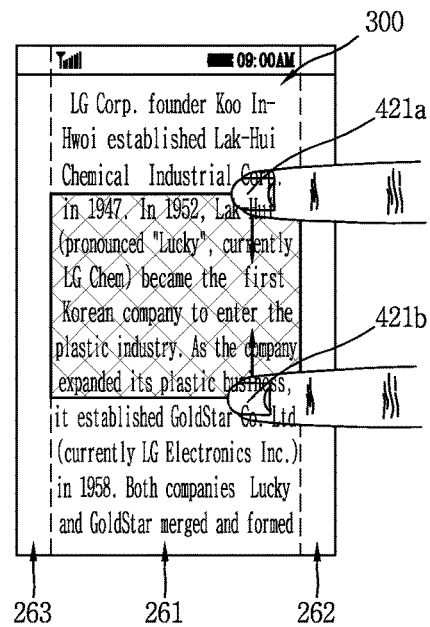 09:00AM
300
LG Corp. founder Koo In-
Hwoi established Lak-Hui
Chemical Industrial Corp.
421a
in 1947. In 1952, Lak Hui
(pronounced "Lucky", currently
LG Chem) became the first
Korean company to enter the
421b
plastic industry. As the company
expanded its plastic business,
it established GoldStar Co. Ltd
(currently LG Electronics Inc.)
in 1958. Both companies Lucky
and GoldStar merged and formed
263 261 262